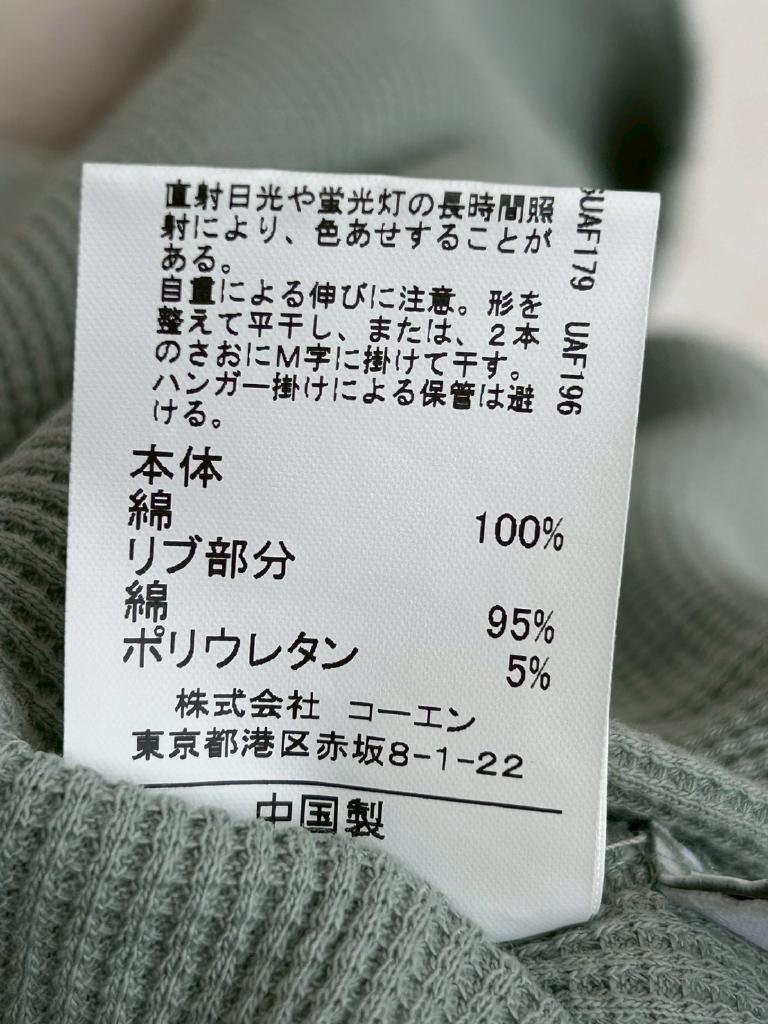 直射日光や蛍光灯の長時間照
射により、色あせすることが
ある。
自重による伸びに注意。形を
整えて平干し、または、2本
のさおにM字に掛けて干す。
ハンガー掛けによる保管は避
ける。
本体
綿 100%
リブ部分
綿 95%
ポリウレタン 5%
株式会社 コーエン
東京都港区赤坂8-1-22
中国製
UAF179 UAF196